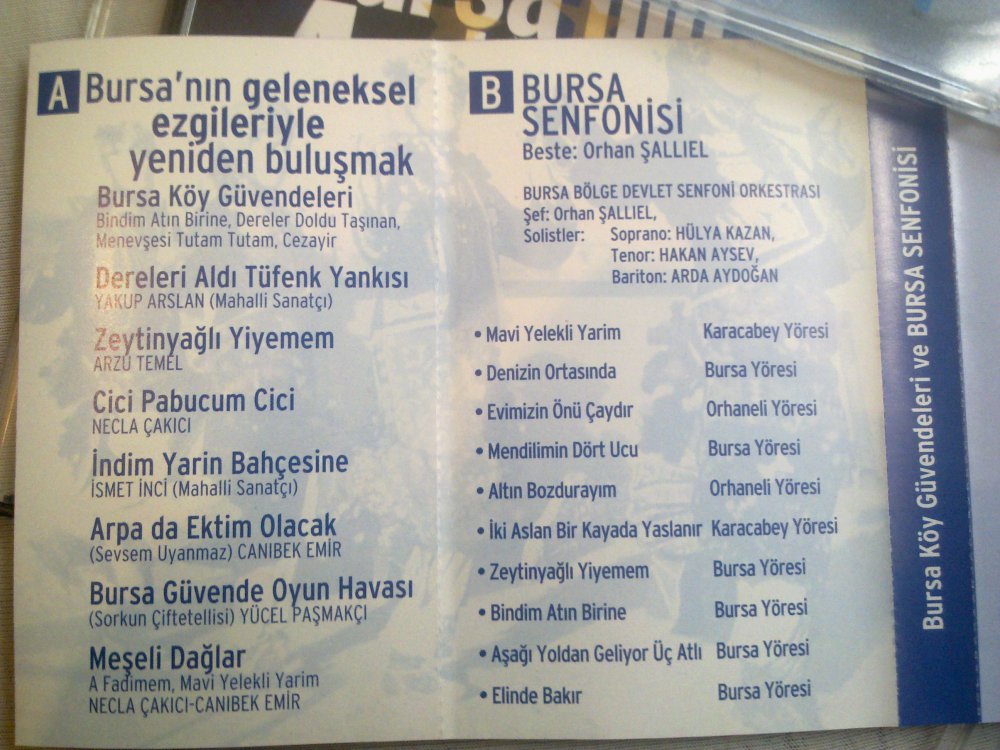 A Bursa'nın geleneksel
ezgileriyle
yeniden buluşmak
Bursa Köy Güvendeleri
Bindim Atın Birine, Dereler Doldu Taşınan,
Menevşesi Tutam Tutam, Cezayir
Dereleri Aldı Tüfenk Yankısı
YAKUP ARSLAN (Mahalli Sanatçı)
Zeytinyağlı Yiyemem
ARZU TEMEL
Cici Pabucum Cici
NECLA ÇAKICI
İndim Yarin Bahçesine
İSMET İNCİ (Mahalli Sanatçı)
Arpa da Ektim Olacak
(Sevsem Uyanmaz) CANIBEK EMİR
Bursa Güvende Oyun Havası
(Sorkun Çiftetellisi) YÜCEL PAŞMAKÇI
Meşeli Dağlar
A Fadimem, Mavi Yelekli Yarim
NECLA ÇAKICI-CANIBEK EMİR
B BURSA
SENFONİSİ
Beste: Orhan ŞALLIEL
BURSA BÖLGE DEVLET SENFONİ ORKESTRASI
Şef: Orhan ŞALLIEL,
Solistler: Soprano: HÜLYA KAZAN,
Tenor: HAKAN AYSEV,
Bariton: ARDA AYDOĞAN
• Mavi Yelekli Yarim Karacabey Yöresi
• Denizin Ortasında Bursa Yöresi
• Evimizin Önü Çaydır Orhaneli Yöresi
• Mendilimin Dört Ucu Bursa Yöresi
• Altın Bozdurayım Orhaneli Yöresi
• İki Aslan Bir Kayada Yaslanır Karacabey Yöresi
• Zeytinyağlı Yiyemem Bursa Yöresi
• Bindim Atın Birine Bursa Yöresi
• Aşağı Yoldan Geliyor Üç Atlı Bursa Yöresi
• Elinde Bakır Bursa Yöresi
Bursa Köy Güvendeleri ve BURSA SENFONİSİ